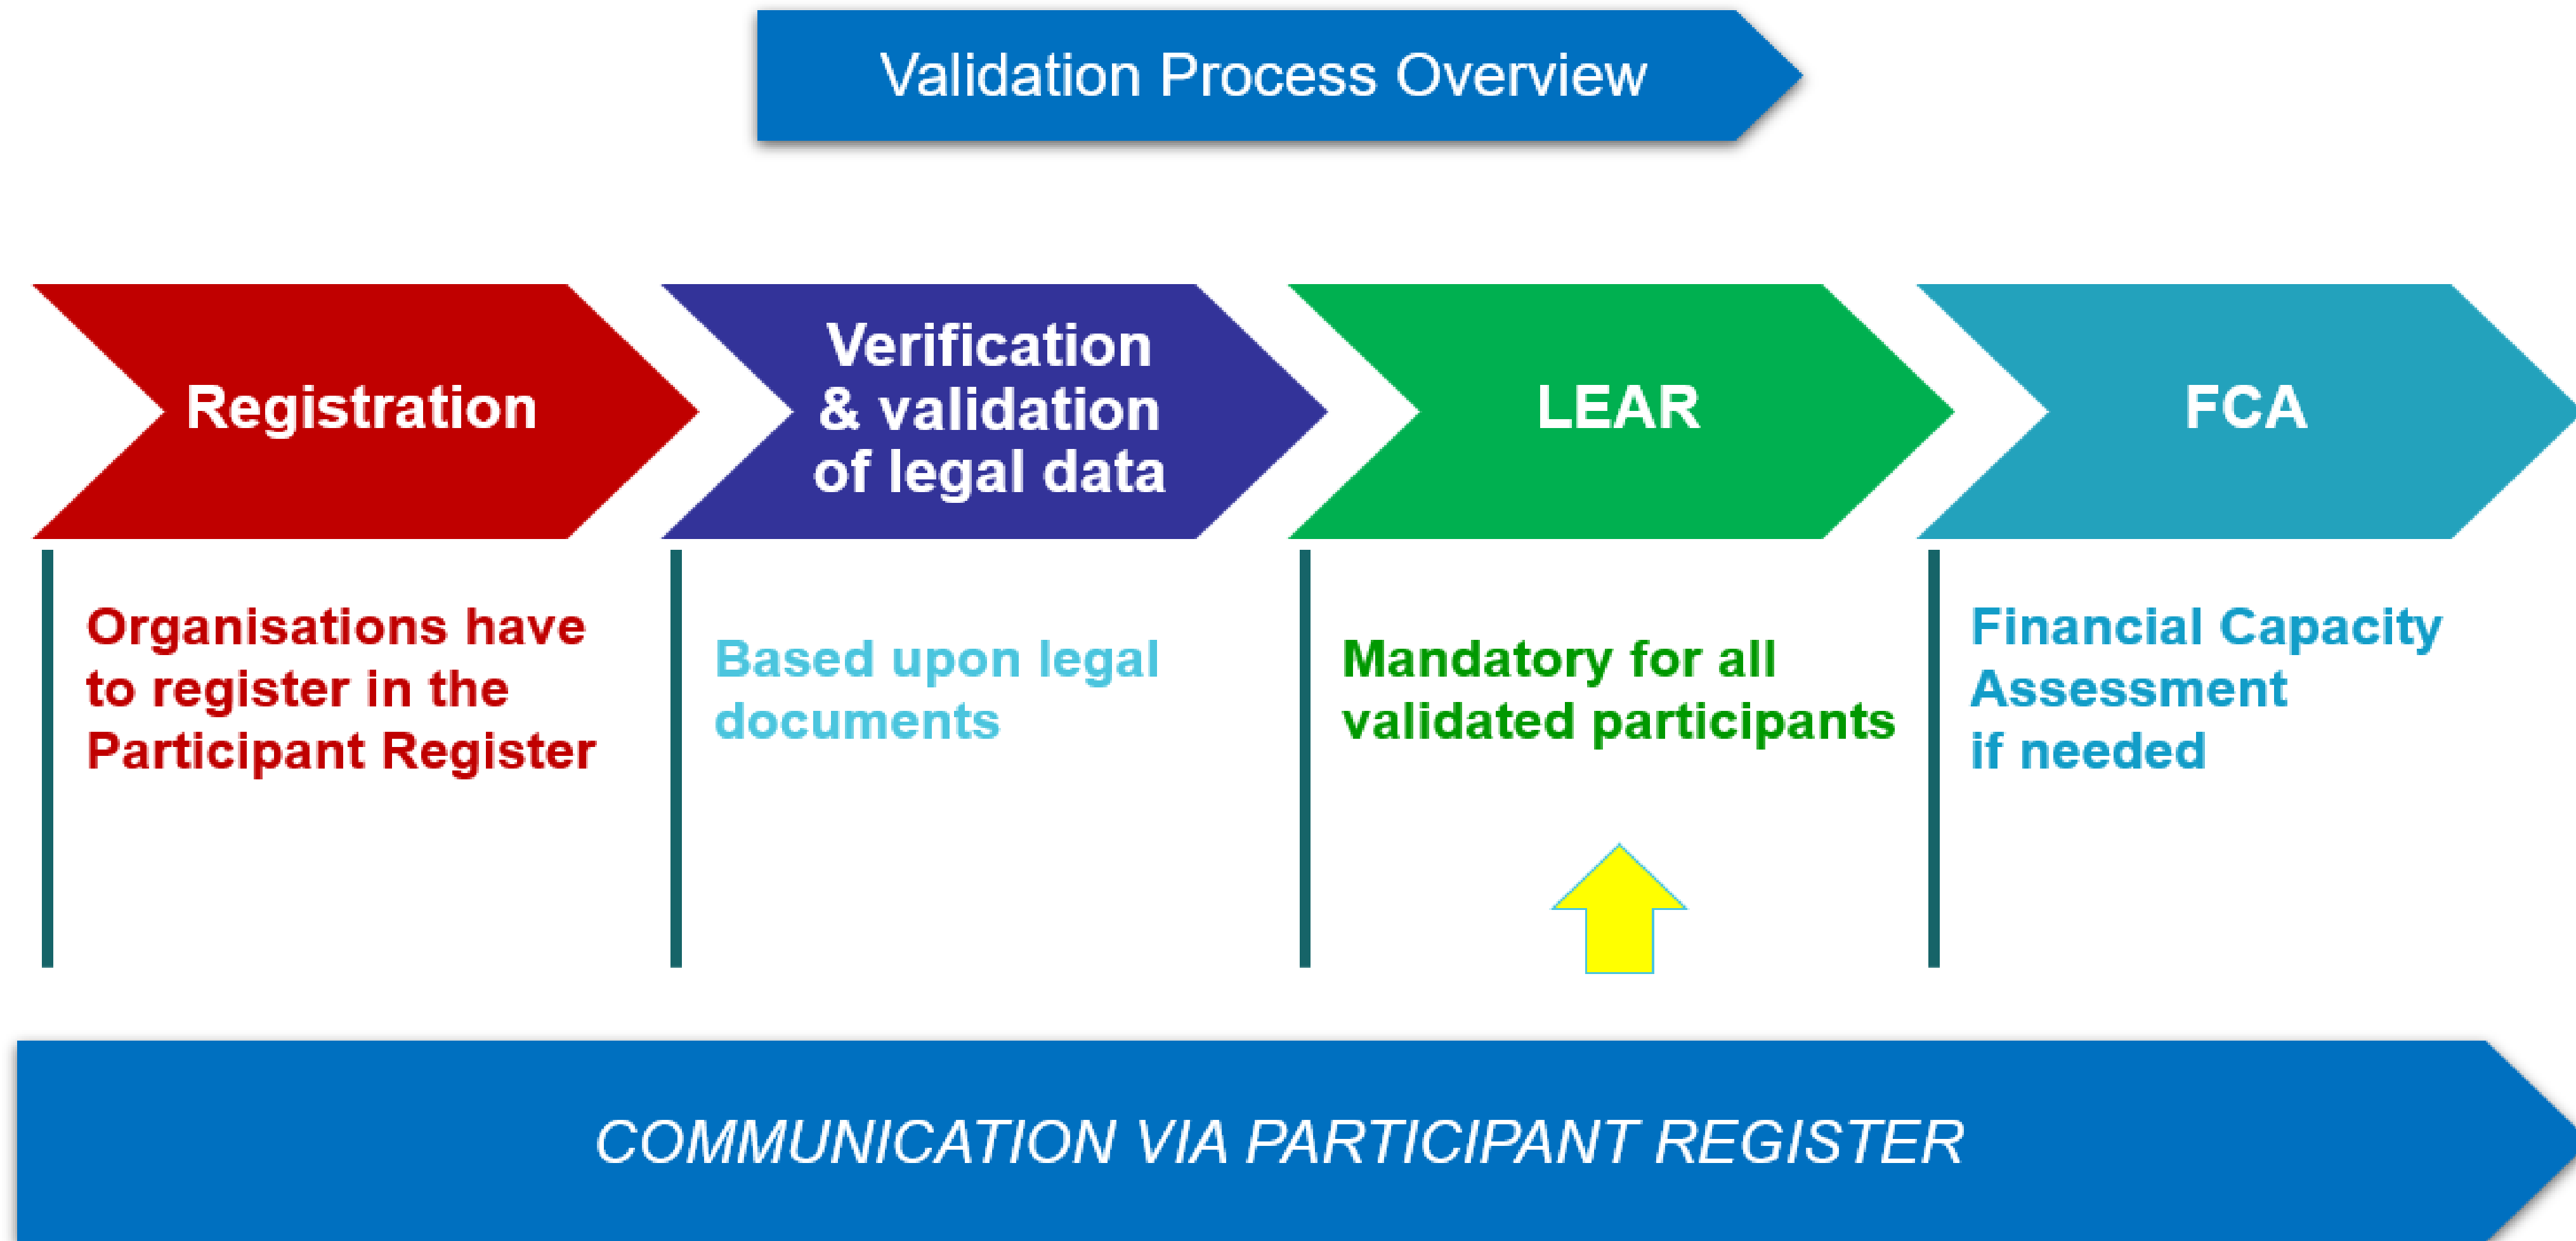 Validation Process Overview
Registration
Verification
& validation
of legal data
LEAR
FCA
Organisations have
to register in the
Participant Register
Based upon legal
documents
Mandatory for all
validated participants
Financial Capacity
Assessment
if needed
COMMUNICATION VIA PARTICIPANT REGISTER